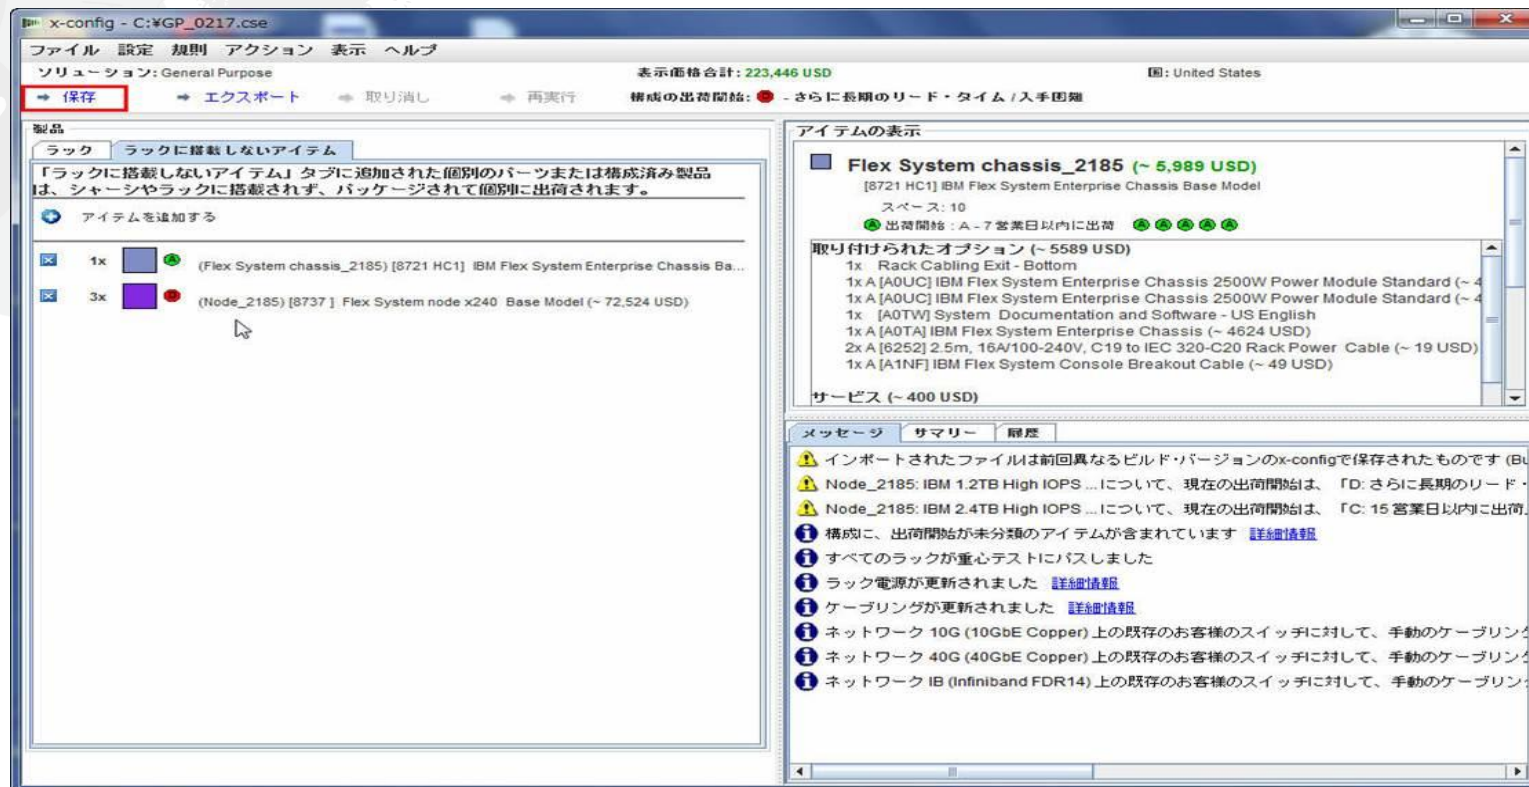 x-config - C:¥GP_0217.cse
ファイル 設定 規則 アクション 表示 ヘルプ
ソリューション: General Purpose 表示価格合計: 223,446 USD 国: United States
保存 エクスポート 取り消し 再実行 構成の出荷開始: D - さらに長期のリード・タイム / 入手困難
製品
ラック ラックに搭載しないアイテム
「ラックに搭載しないアイテム」タブに追加された個別のパーツまたは構成済み製品
は、シャーシやラックに搭載されず、パッケージされて個別に出荷されます。
アイテムを追加する
1x A (Flex System chassis_2185) [8721 HC1] IBM Flex System Enterprise Chassis Ba...
3x D (Node_2185) [8737 ] Flex System node x240 Base Model (~ 72,524 USD)
アイテムの表示
Flex System chassis_2185 (~ 5,989 USD)
[8721 HC1] IBM Flex System Enterprise Chassis Base Model
スペース: 10
A 出荷開始 : A - 7 営業日以内に出荷 A A A A A
取り付けられたオプション (~ 5589 USD)
1x Rack Cabling Exit - Bottom
1x A [A0UC] IBM Flex System Enterprise Chassis 2500W Power Module Standard (~ 4
1x A [A0UC] IBM Flex System Enterprise Chassis 2500W Power Module Standard (~ 4
1x [A0TW] System Documentation and Software - US English
1x A [A0TA] IBM Flex System Enterprise Chassis (~ 4624 USD)
2x A [6252] 2.5m, 16A/100-240V, C19 to IEC 320-C20 Rack Power Cable (~ 19 USD)
1x A [A1NF] IBM Flex System Console Breakout Cable (~ 49 USD)
サービス (~ 400 USD)
メッセージ サマリー 履歴
インポートされたファイルは前回異なるビルド・バージョンのx-configで保存されたものです (Bu
Node_2185: IBM 1.2TB High IOPS ... について、現在の出荷開始は、「D: さらに長期のリード・
Node_2185: IBM 2.4TB High IOPS ... について、現在の出荷開始は、「C: 15 営業日以内に出荷
構成に、出荷開始が未分類のアイテムが含まれています 詳細情報
すべてのラックが重心テストにパスしました
ラック電源が更新されました 詳細情報
ケーブリングが更新されました 詳細情報
ネットワーク 10G (10GbE Copper) 上の既存のお客様のスイッチに対して、手動のケーブリング
ネットワーク 40G (40GbE Copper) 上の既存のお客様のスイッチに対して、手動のケーブリング
ネットワーク IB (Infiniband FDR14) 上の既存のお客様のスイッチに対して、手動のケーブリング